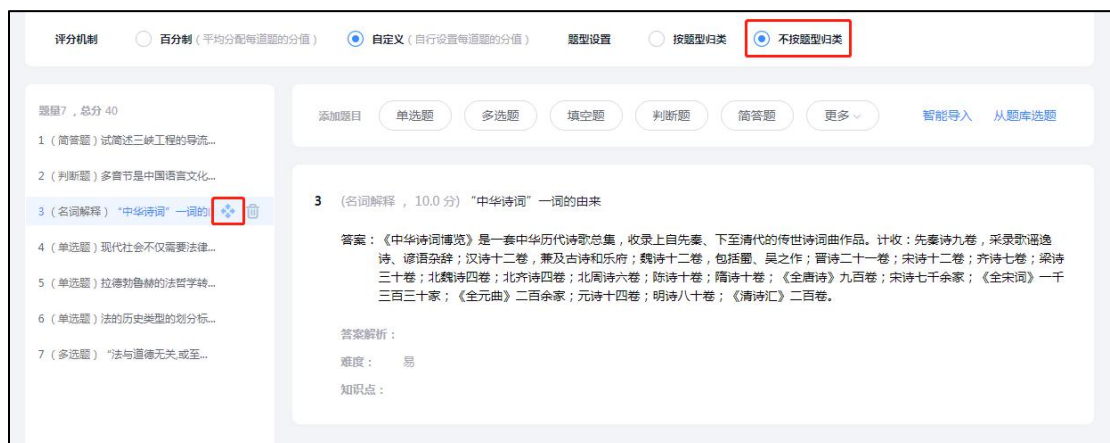 评分机制 百分制（平均分配每道题的分值） 自定义（自行设置每道题的分值） 题型设置 按题型归类 不按题型归类
题量7 ，总分 40
1 （简答题）试简述三峡工程的导流...
2 （判断题）多音节是中国语言文化...
3 （名词解释）“中华诗词”一词的
4 （单选题）现代社会不仅需要法律...
5 （单选题）拉德勃鲁赫的法哲学转...
6 （单选题）法的历史类型的划分标...
7 （多选题）“法与道德无关,或至...
添加题目 单选题 多选题 填空题 判断题 简答题 更多 智能导入 从题库选题
3 (名词解释 ，10.0 分) “中华诗词”一词的由来
答案：《中华诗词博览》是一套中华历代诗歌总集，收录上自先秦、下至清代的传世诗词曲作品。计收：先秦诗九卷，采录歌谣逸
诗、谚语杂辞；汉诗十二卷，兼及古诗和乐府；魏诗十二卷，包括蜀、吴之作；晋诗二十一卷；宋诗十二卷；齐诗七卷；梁诗
三十卷；北魏诗四卷；北齐诗四卷；北周诗六卷；陈诗十卷；隋诗十卷；《全唐诗》九百卷；宋诗七千余家；《全宋词》一千
三百三十家；《全元曲》二百余家；元诗十四卷；明诗八十卷；《清诗汇》二百卷。
答案解析：
难度： 易
知识点：